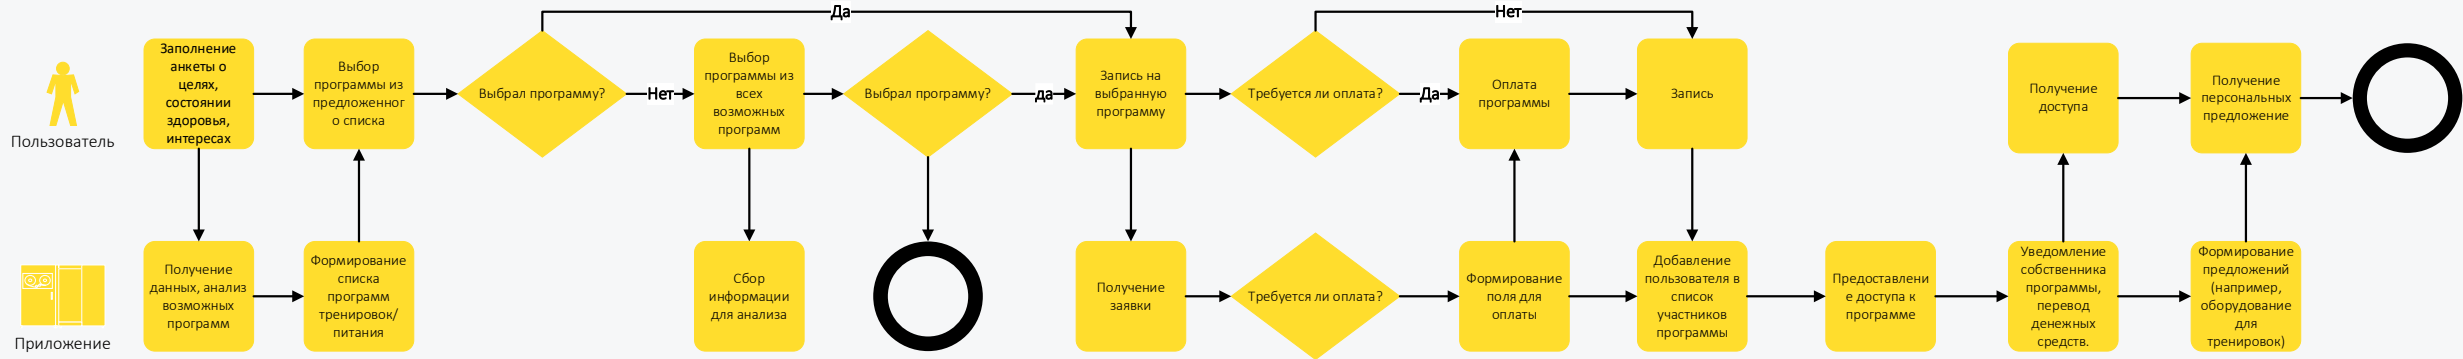 Да
Нет
Заполнение
анкеты о
целях,
состоянии
здоровья,
интересах
Выбор
программы из
предложенног
о списка
Выбрал программу?
Нет
Выбор
программы из
всех
возможных
программ
Выбрал программу?
да
Запись на
выбранную
программу
Требуется ли оплата?
Да
Оплата
программы
Запись
Получение
доступа
Получение
персональных
предложение
Пользователь
Получение
данных, анализ
возможных
программ
Формирование
списка
программ
тренировок/
питания
Сбор
информации
для анализа
Получение
заявки
Требуется ли оплата?
Формирование
поля для
оплаты
Добавление
пользователя в
список
участников
программы
Предоставлени
е доступа к
программе
Уведомление
собственника
программы,
перевод
денежных
средств.
Формирование
предложений
(например,
оборудование
для
тренировок)
Приложение